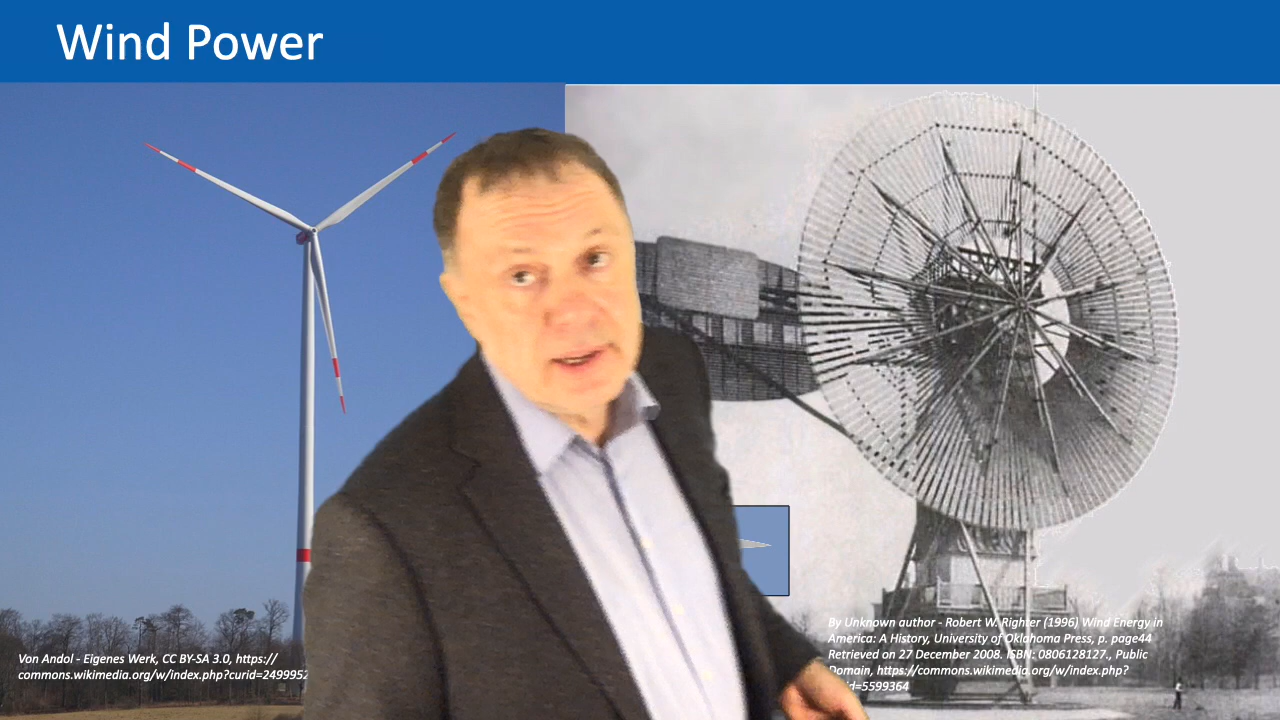 Wind Power
Von Andol - Eigenes Werk, CC BY-SA 3.0, https://
commons.wikimedia.org/w/index.php?curid=2499952
By Unknown author - Robert W. Righter (1996) Wind Energy in
America: A History, University of Oklahoma Press, p. page44
Retrieved on 27 December 2008. ISBN: 0806128127., Public
Domain, https://commons.wikimedia.org/w/index.php?
id=5599364